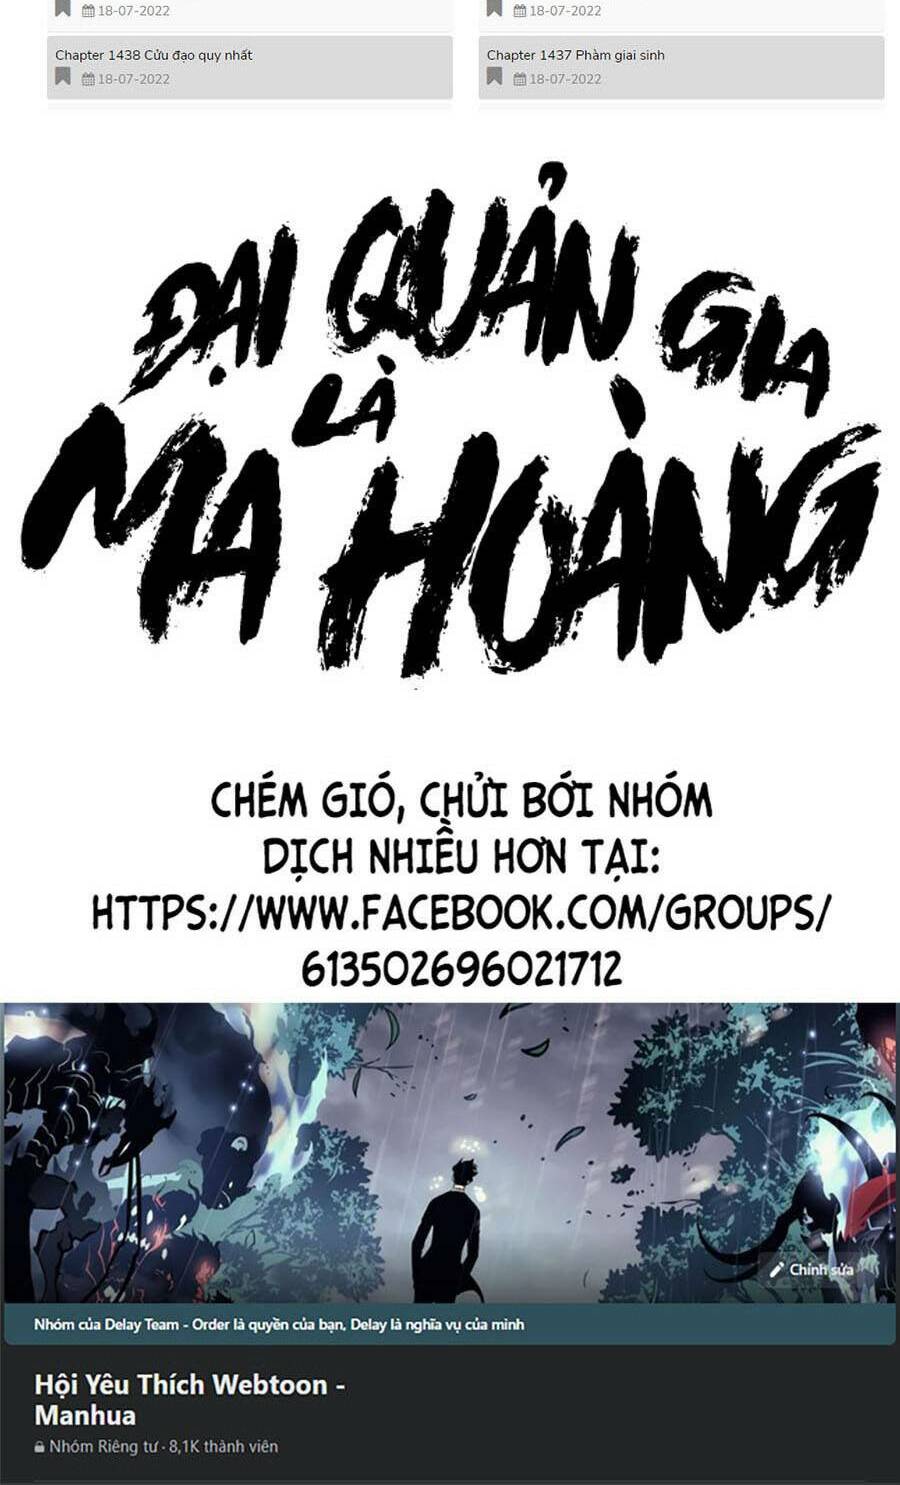 18-07-2022
18-07-2022
Chapter 1438 Cửu đạo quy nhất
Chapter 1437 Phàm giai sinh
18-07-2022
18-07-2022
ĐẠI QUẢN GIA
LÀ
MA HOÀNG
CHÉM GIÓ, CHỬI BỚI NHÓM
DỊCH NHIỀU HƠN TẠI:
HTTPS://WWW.FACEBOOK.COM/GROUPS/
613502696021712
Chỉnh sửa
Nhóm của Delay Team - Order là quyền của bạn, Delay là nghĩa vụ của mình
Hội Yêu Thích Webtoon -
Manhua
Nhóm Riêng tư · 8,1K thành viên